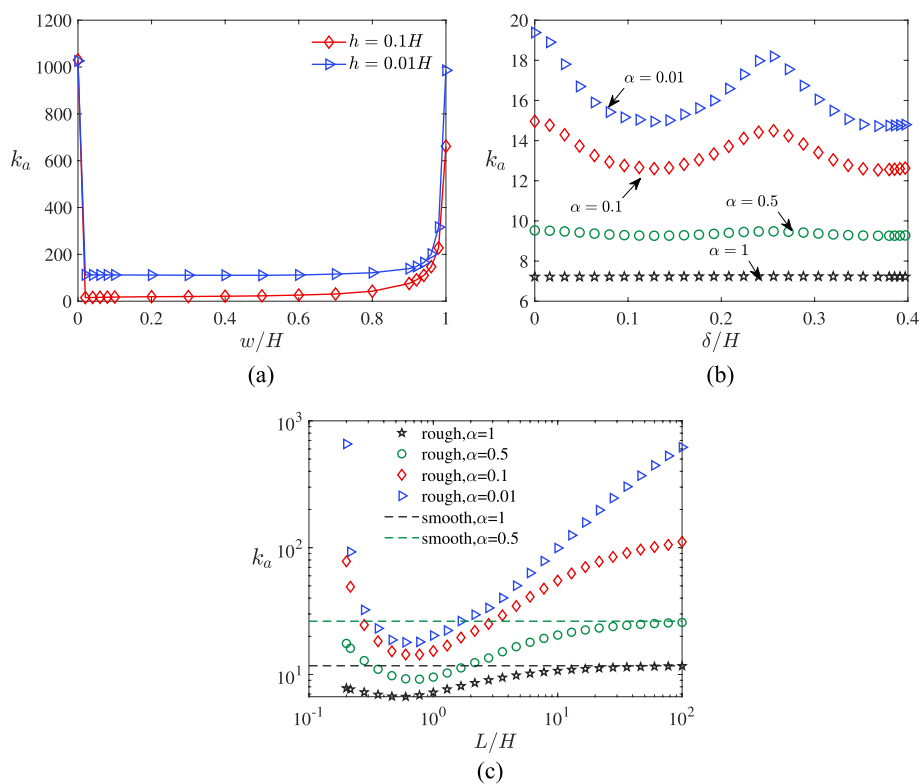 1200
1000
800
600
400
200
0
k_a
h = 0.1H
h = 0.01H
0 0.2 0.4 0.6 0.8 1
w/H
(a)
20
18
16
14
12
10
8
6
k_a
α = 0.01
α = 0.1
α = 0.5
α = 1
0 0.1 0.2 0.3 0.4
δ/H
(b)
10^3
10^2
10^1
k_a
rough,α=1
rough,α=0.5
rough,α=0.1
rough,α=0.01
smooth,α=1
smooth,α=0.5
10^-1 10^0 10^1 10^2
L/H
(c)